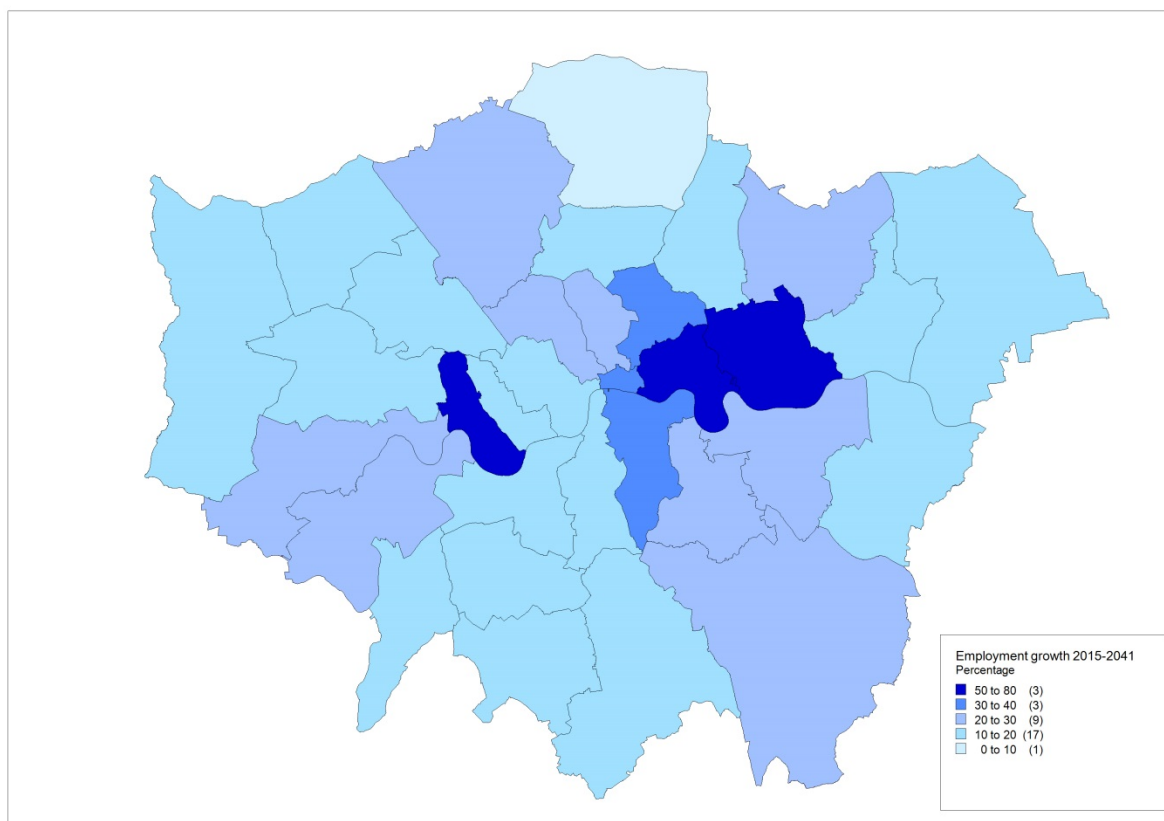 Employment growth 2015-2041
Percentage
50 to 80 (3)
30 to 40 (3)
20 to 30 (9)
10 to 20 (17)
0 to 10 (1)